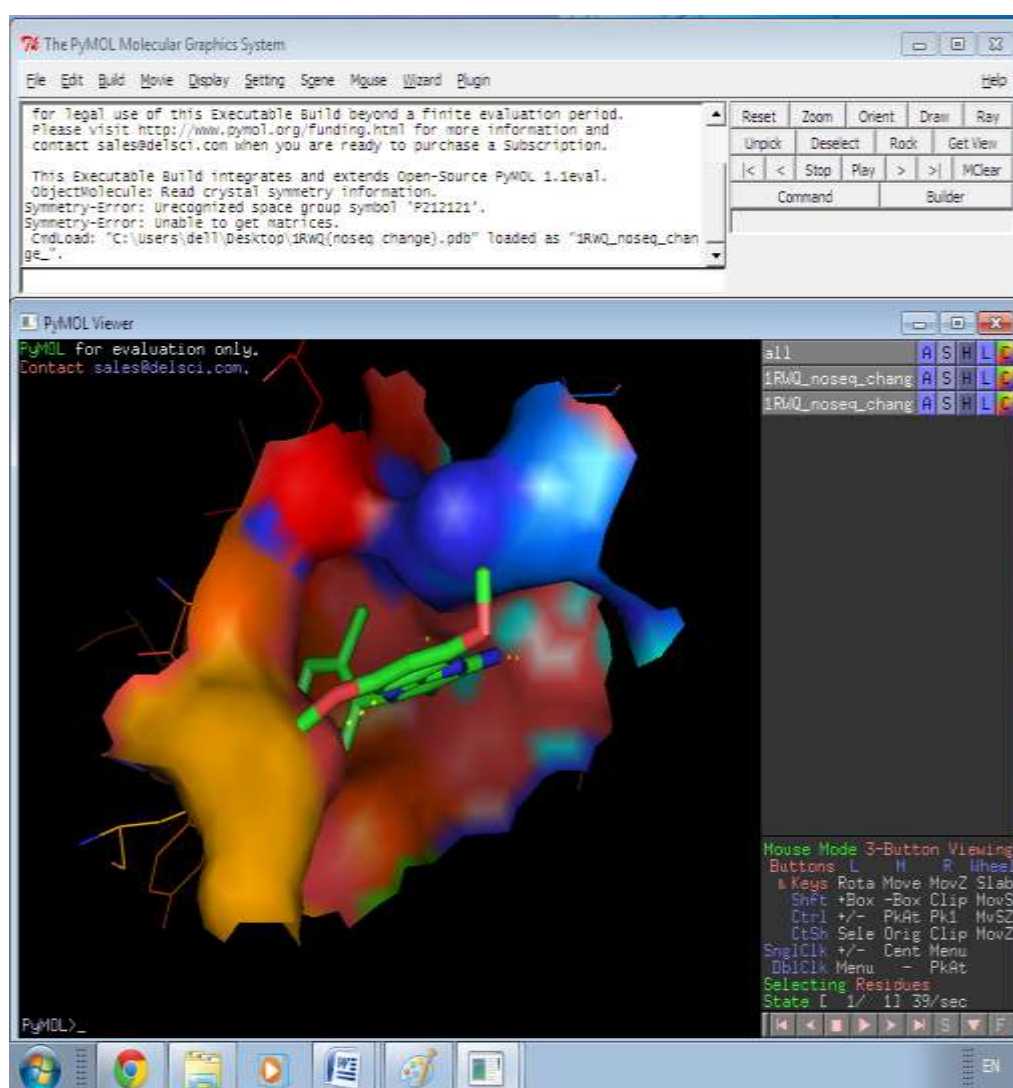 The PyMOL Molecular Graphics System
File Edit Build Movie Display Setting Scene Mouse Wizard Plugin Help
for legal use of this Executable Build beyond a finite evaluation period.
Please visit http://www.pymol.org/funding.html for more information and
contact sales@delsci.com when you are ready to purchase a Subscription.
This Executable Build integrates and extends Open-Source PyMOL 1.1eval.
ObjectMolecule: Read crystal symmetry information.
Symmetry-Error: Urecognized space group symbol 'P212121'.
Symmetry-Error: Unable to get matrices.
CmdLoad: "C:\Users\dell\Desktop\1RWQ{noseq change}.pdb" loaded as "1RWQ_noseq_chan
ge_".
Reset Zoom Orient Draw Ray
Unpick Deselect Rock Get View
|< < Stop Play > >| MClear
Command Builder
PyMOL Viewer
PyMOL for evaluation only.
Contact sales@delsci.com.
all A S H L C
1RWQ_noseq_chang A S H L C
1RWQ_noseq_chang A S H L C
Mouse Mode 3-Button Viewing
Buttons L M R Wheel
& Keys Rota Move MovZ Slab
Shft +Box -Box Clip MovS
Ctrl +/- PkAt Pk1 MvSZ
CtSh Sele Orig Clip MovZ
SnglClk +/- Cent Menu
DblClk Menu - PkAt
Selecting Residues
State [ 1/ 1] 39/sec
S F
PyMOL>_
EN